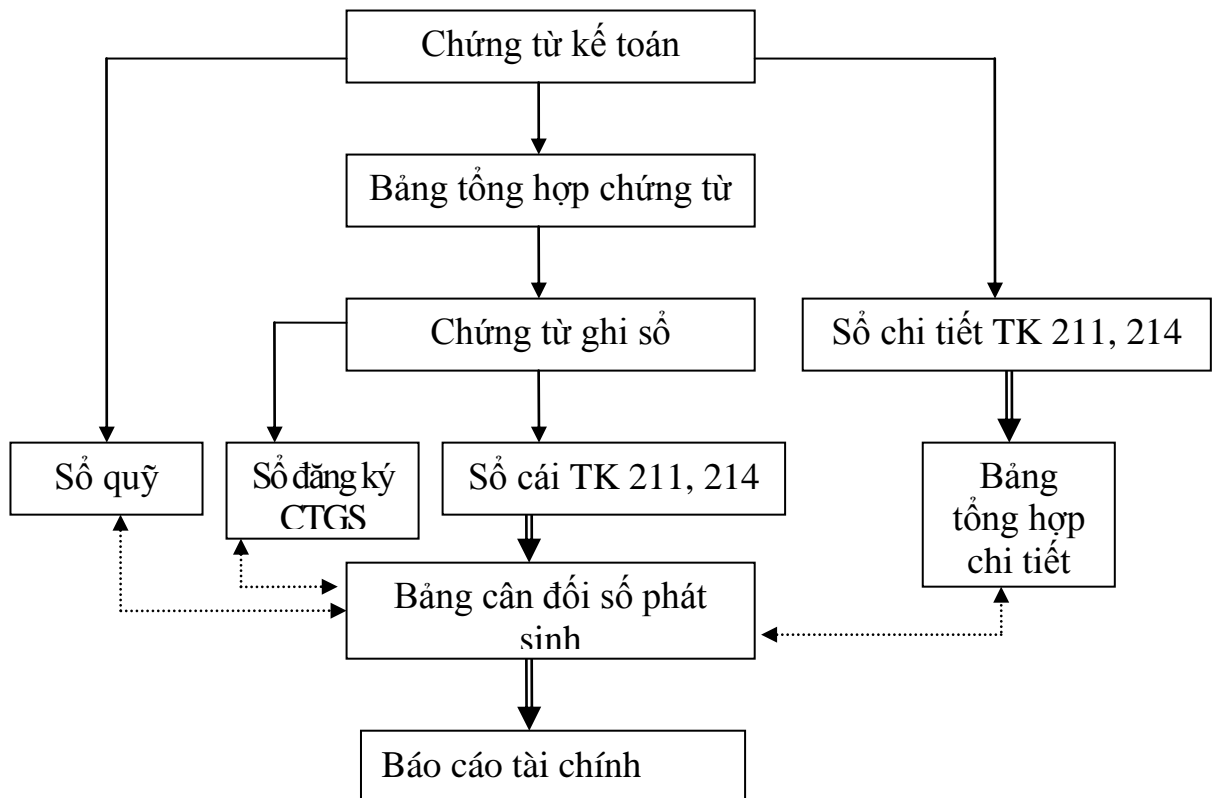 Chứng từ kế toán
Bảng tổng hợp chứng từ
Chứng từ ghi sổ
Sổ chi tiết TK 211, 214
Sổ quỹ
Sổ đăng ký
CTGS
Sổ cái TK 211, 214
Bảng
tổng hợp
chi tiết
Bảng cân đối số phát
sinh
Báo cáo tài chính